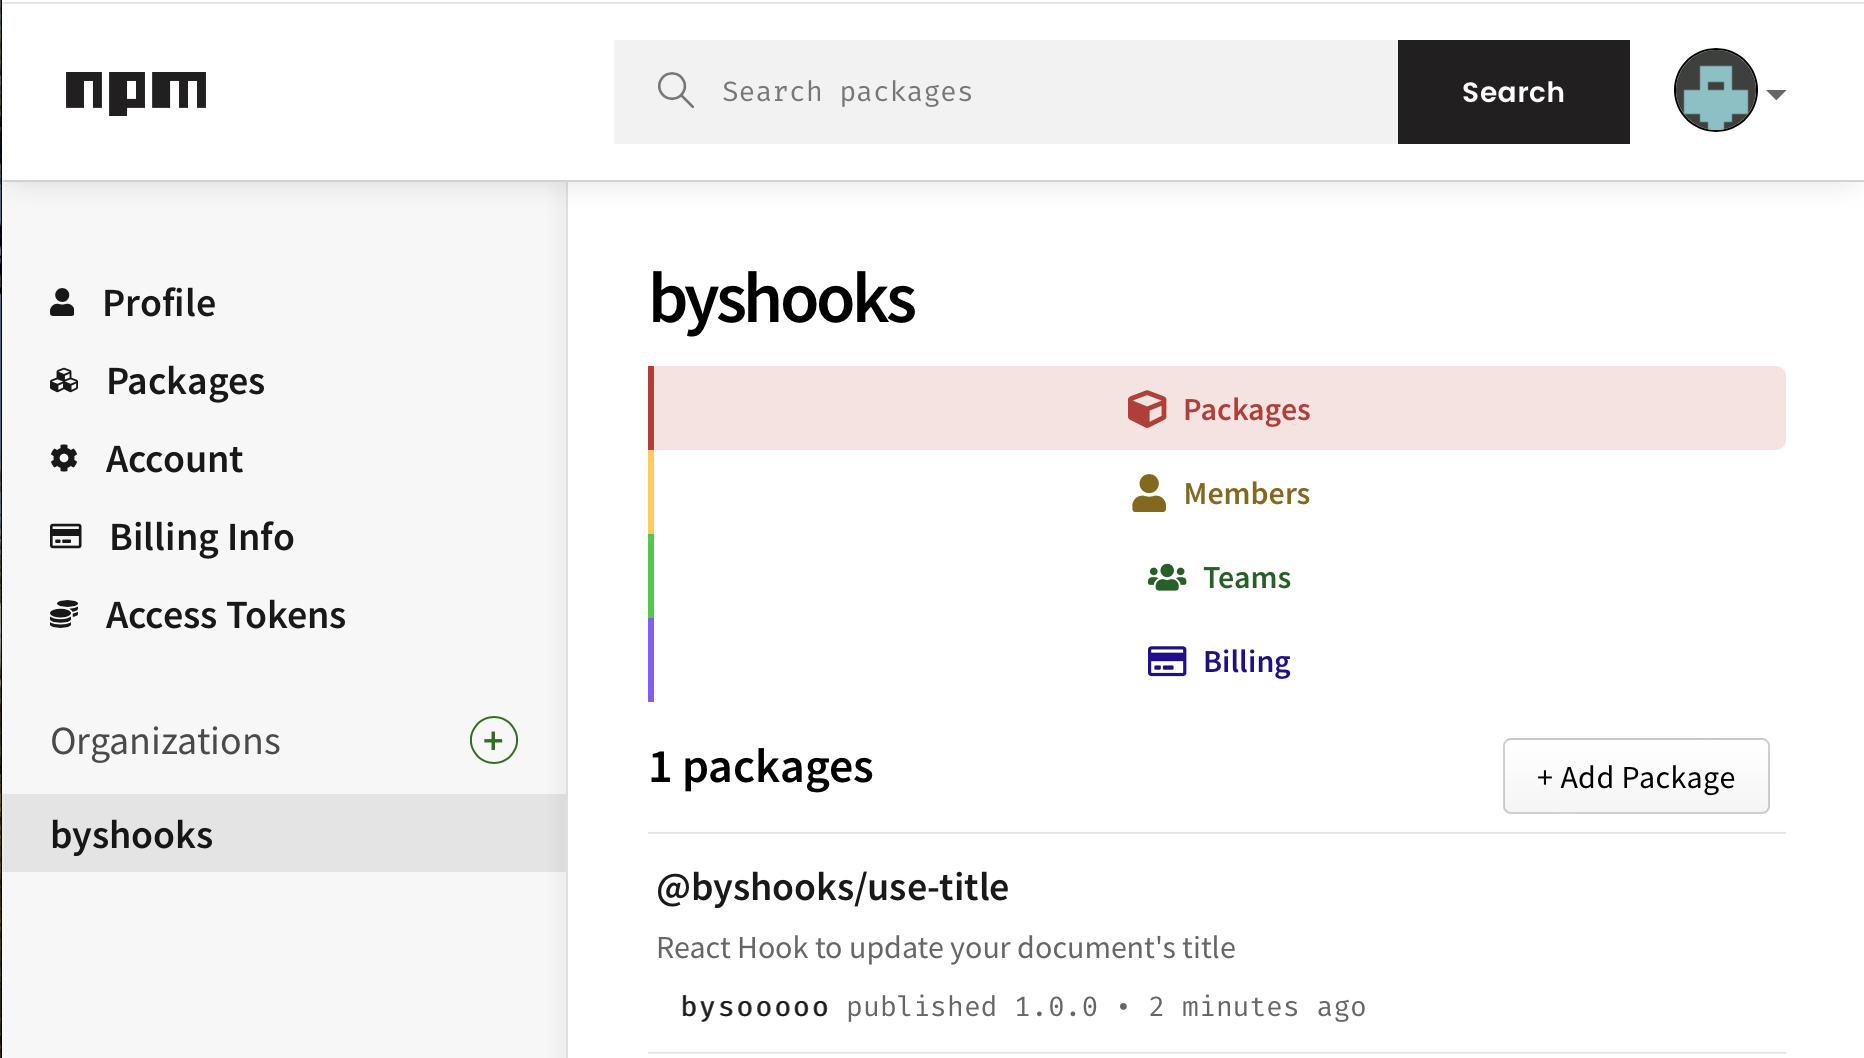 npm
Search packages
Search
Profile
Packages
Account
Billing Info
Access Tokens
Organizations
+
byshooks
byshooks
Packages
Members
Teams
Billing
1 packages
+ Add Package
@byshooks/use-title
React Hook to update your document's title
bysooooo published 1.0.0 • 2 minutes ago